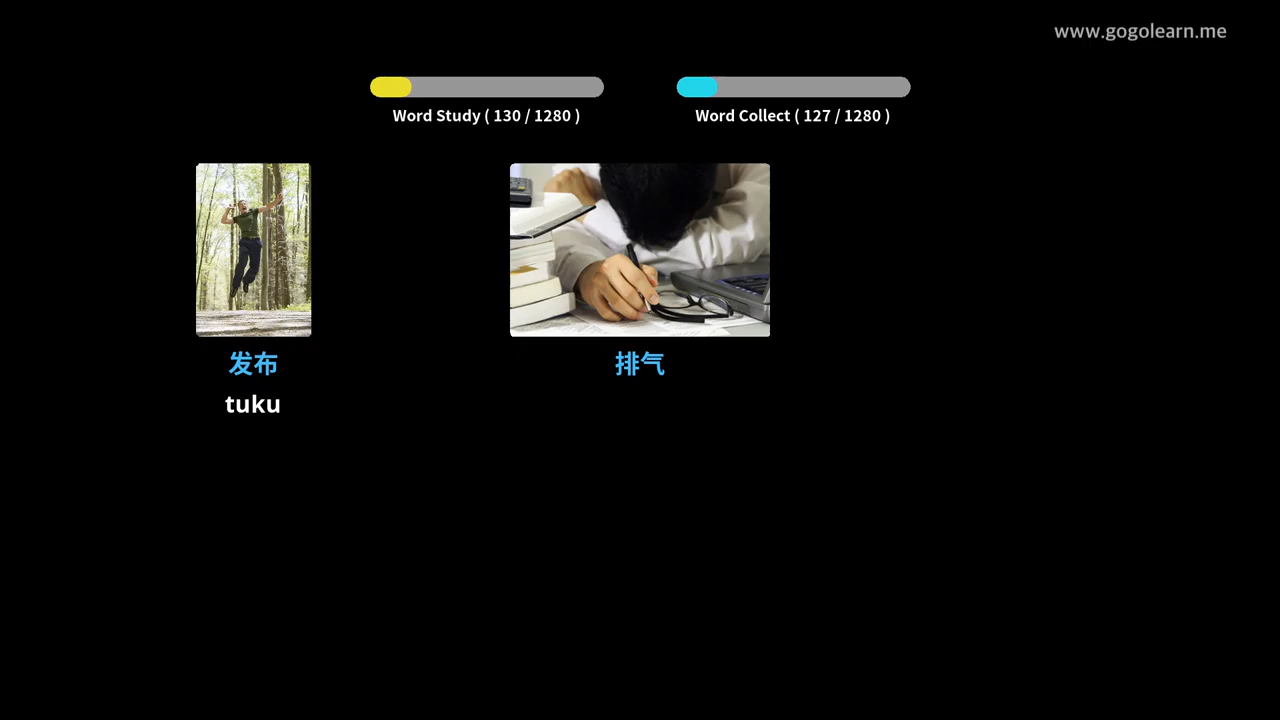 www.gogolearn.me
Word Study ( 130 / 1280 )
Word Collect ( 127 / 1280 )
发布
排气
tuku